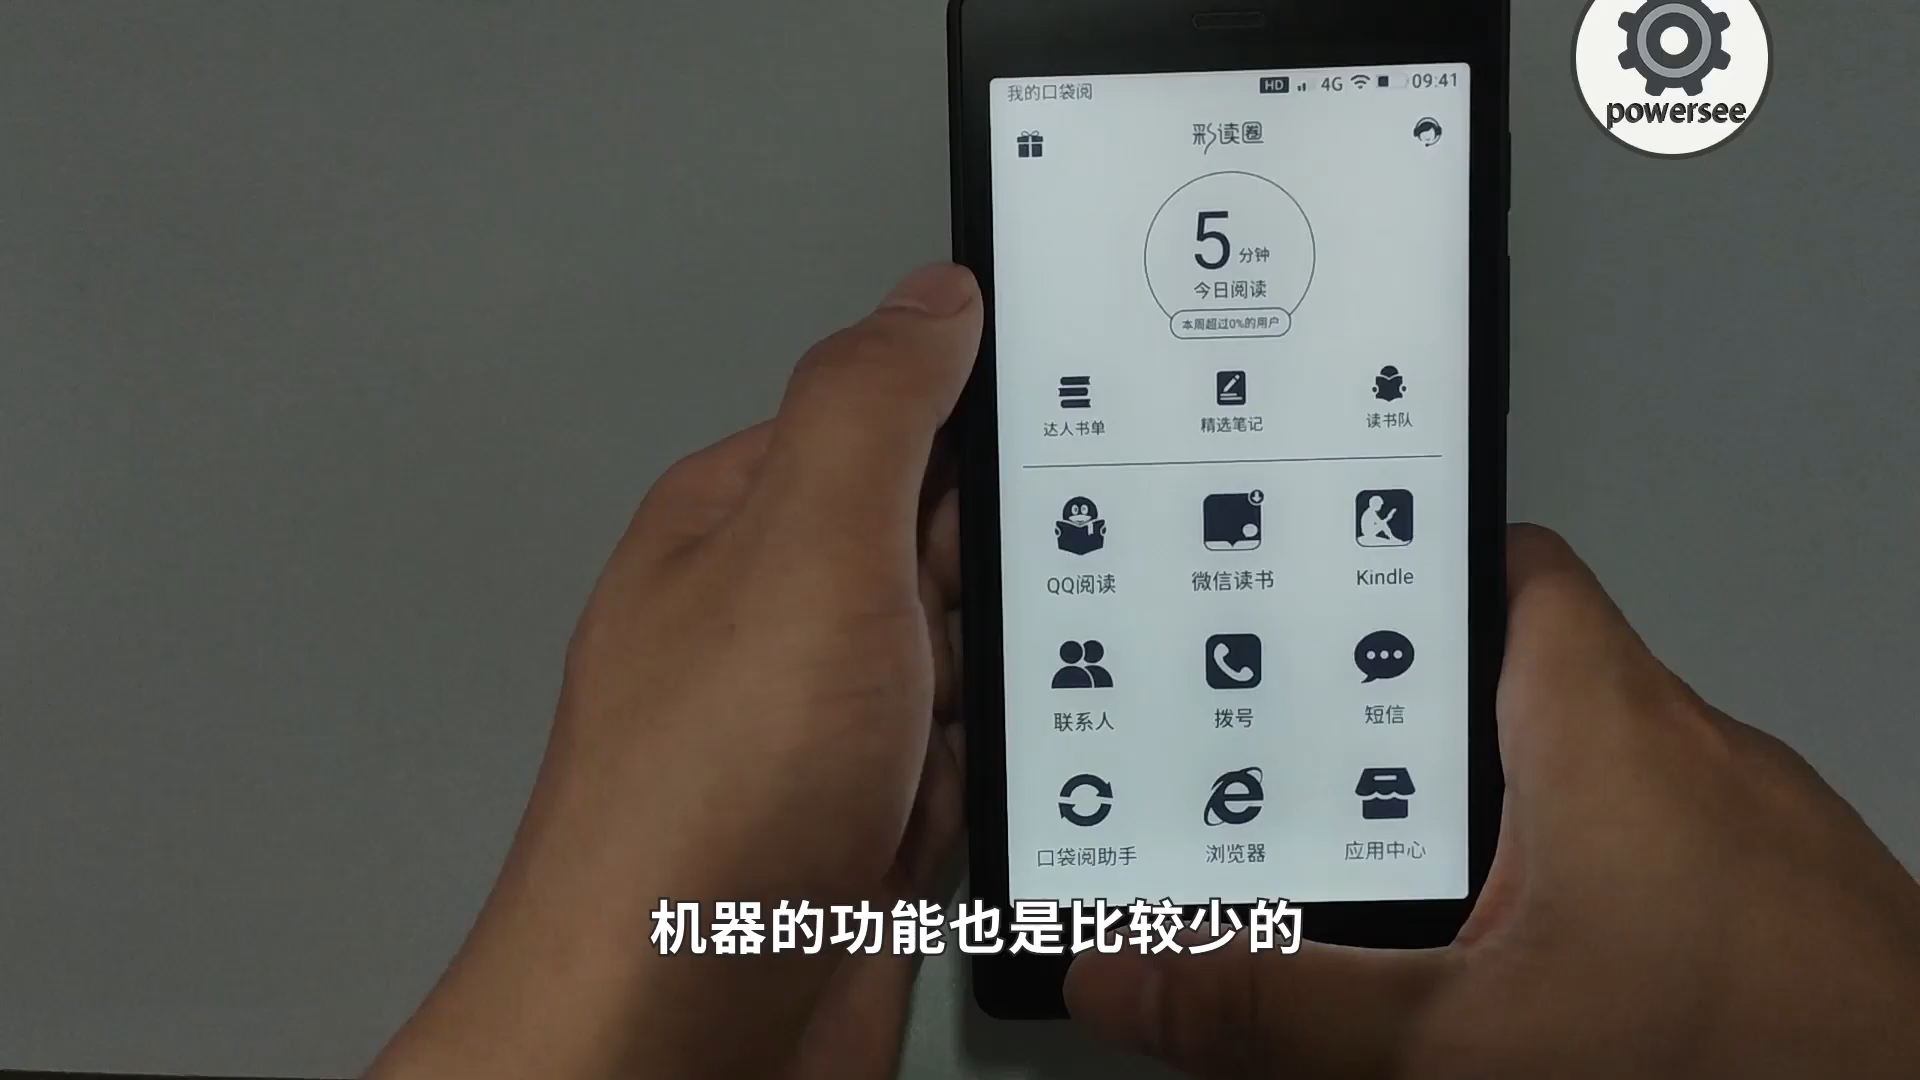 powersee
我的口袋阅
HD 4G 09:41
彩读圈
5 分钟
今日阅读
本周超过0%的用户
达人书单 精选笔记 读书队
QQ阅读 微信读书 Kindle
联系人 拨号 短信
口袋阅助手 浏览器 应用中心
机器的功能也是比较少的